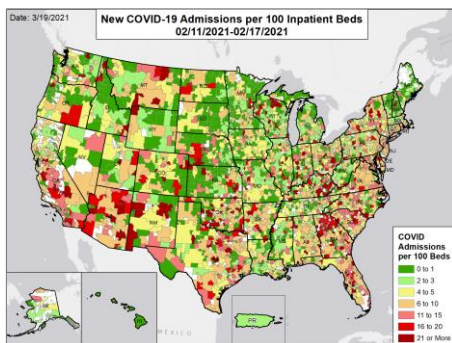 Date: 3/19/2021
New COVID-19 Admissions per 100 Inpatient Beds
02/11/2021-02/17/2021
MT
PR
MEXICO
COVID
Admissions
per 100 Beds
0 to 1
2 to 3
4 to 5
6 to 10
11 to 15
16 to 20
21 or More